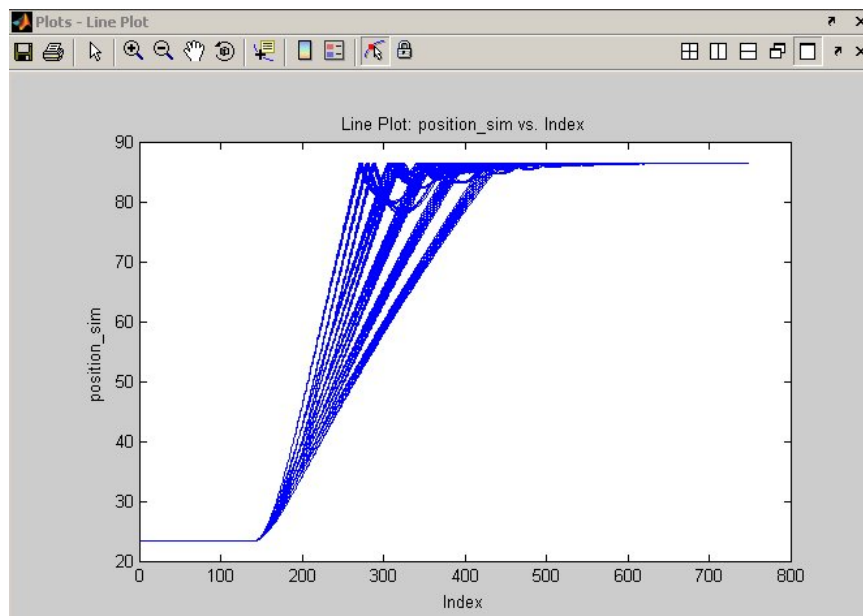 Plots - Line Plot
Line Plot: position_sim vs. Index
90
80
70
60
50
40
30
20
position_sim
0 100 200 300 400 500 600 700 800
Index